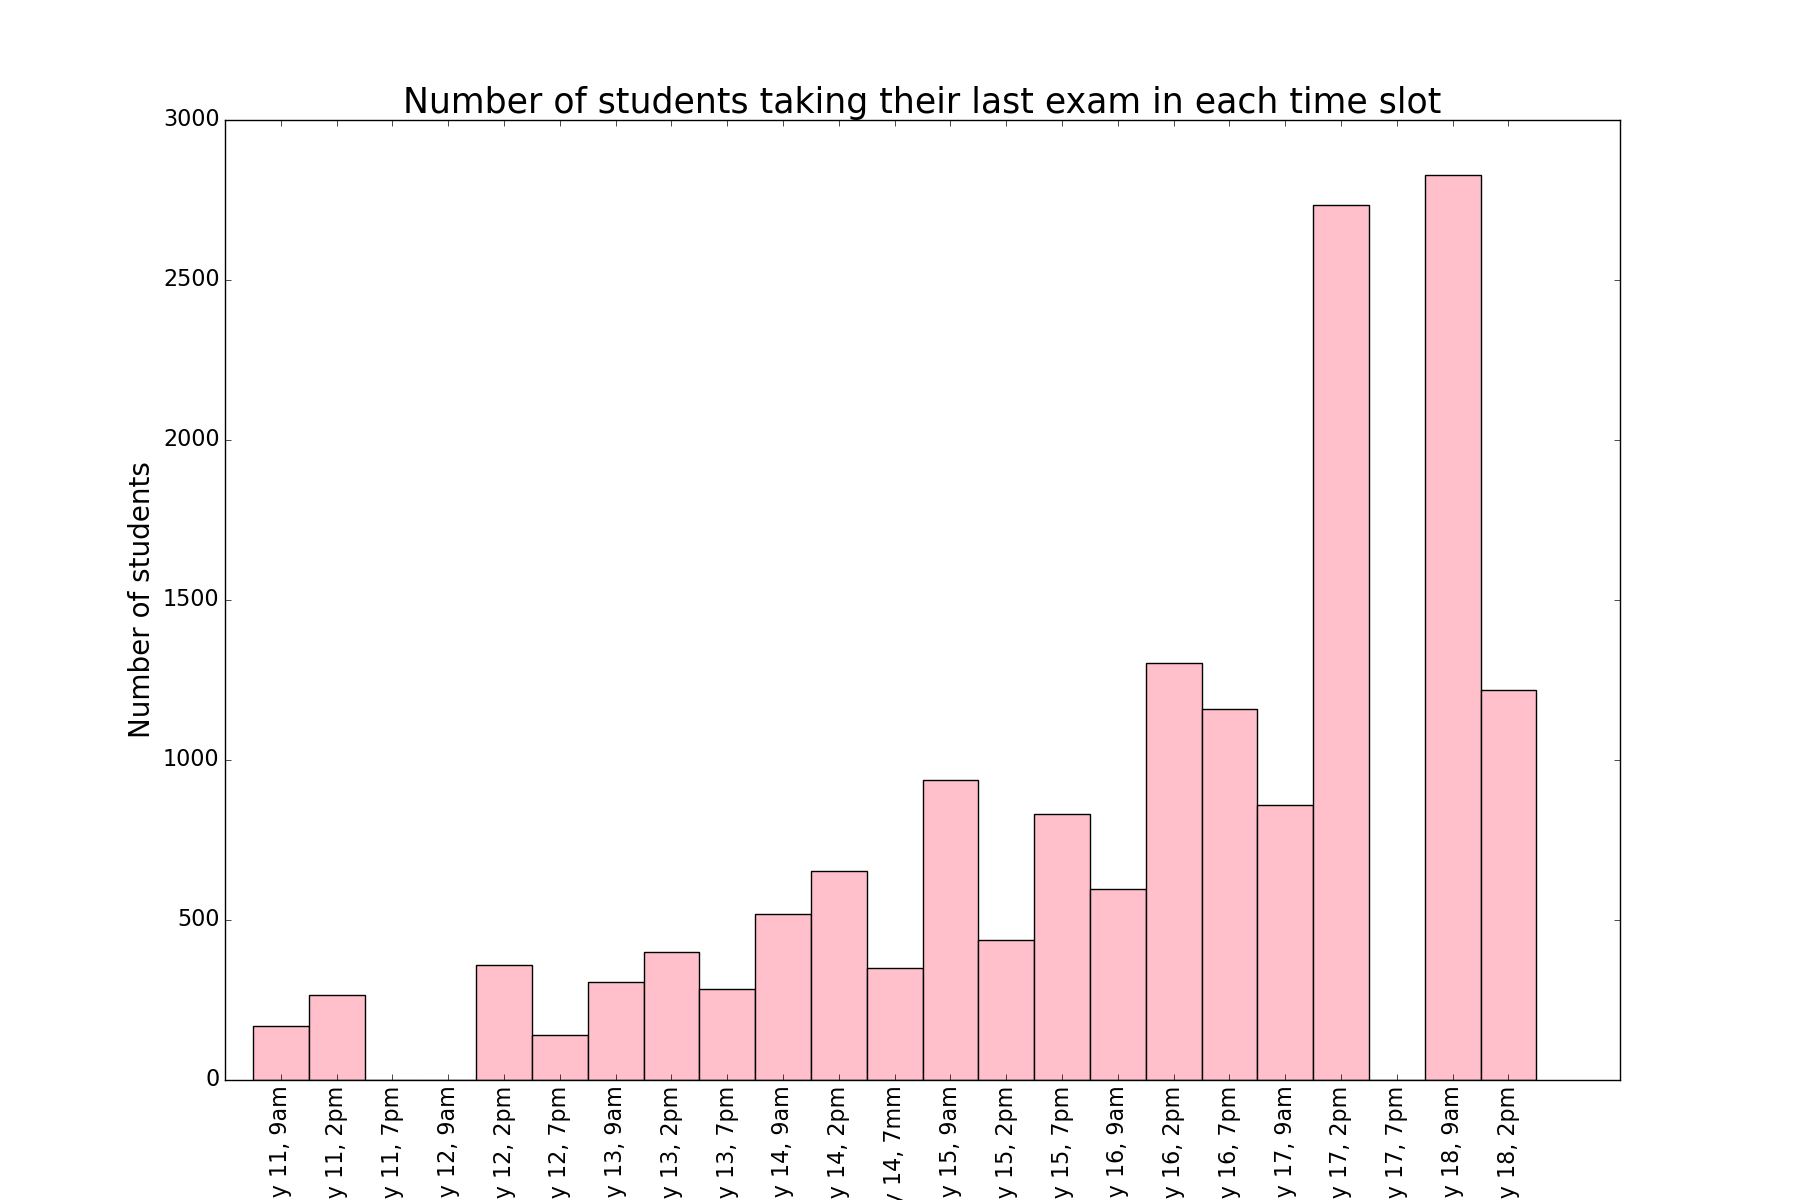 Number of students taking their last exam in each time slot
Number of students
3000
2500
2000
1500
1000
500
0
y 11, 9am
y 11, 2pm
y 11, 7pm
y 12, 9am
y 12, 2pm
y 12, 7pm
y 13, 9am
y 13, 2pm
y 13, 7pm
y 14, 9am
y 14, 2pm
y 14, 7mm
y 15, 9am
y 15, 2pm
y 15, 7pm
y 16, 9am
y 16, 2pm
y 16, 7pm
y 17, 9am
y 17, 2pm
y 17, 7pm
y 18, 9am
y 18, 2pm